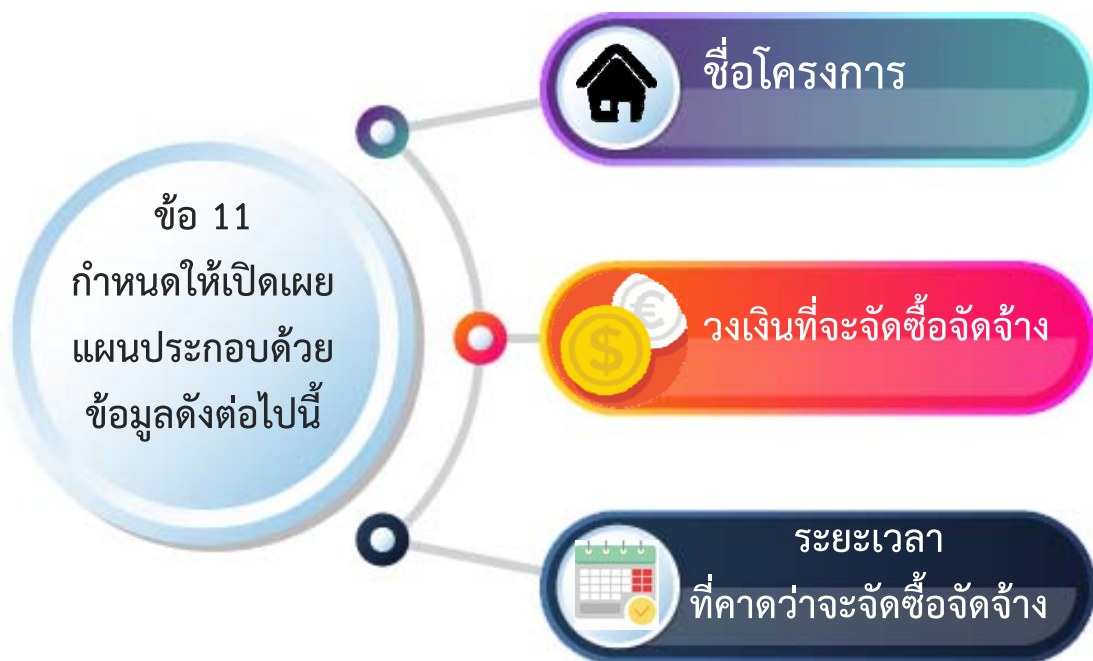 ข้อ 11
กำหนดให้เปิดเผย
แผนประกอบด้วย
ข้อมูลดังต่อไปนี้
ชื่อโครงการ
$
€
วงเงินที่จะจัดซื้อจัดจ้าง
ระยะเวลา
ที่คาดว่าจะจัดซื้อจัดจ้าง